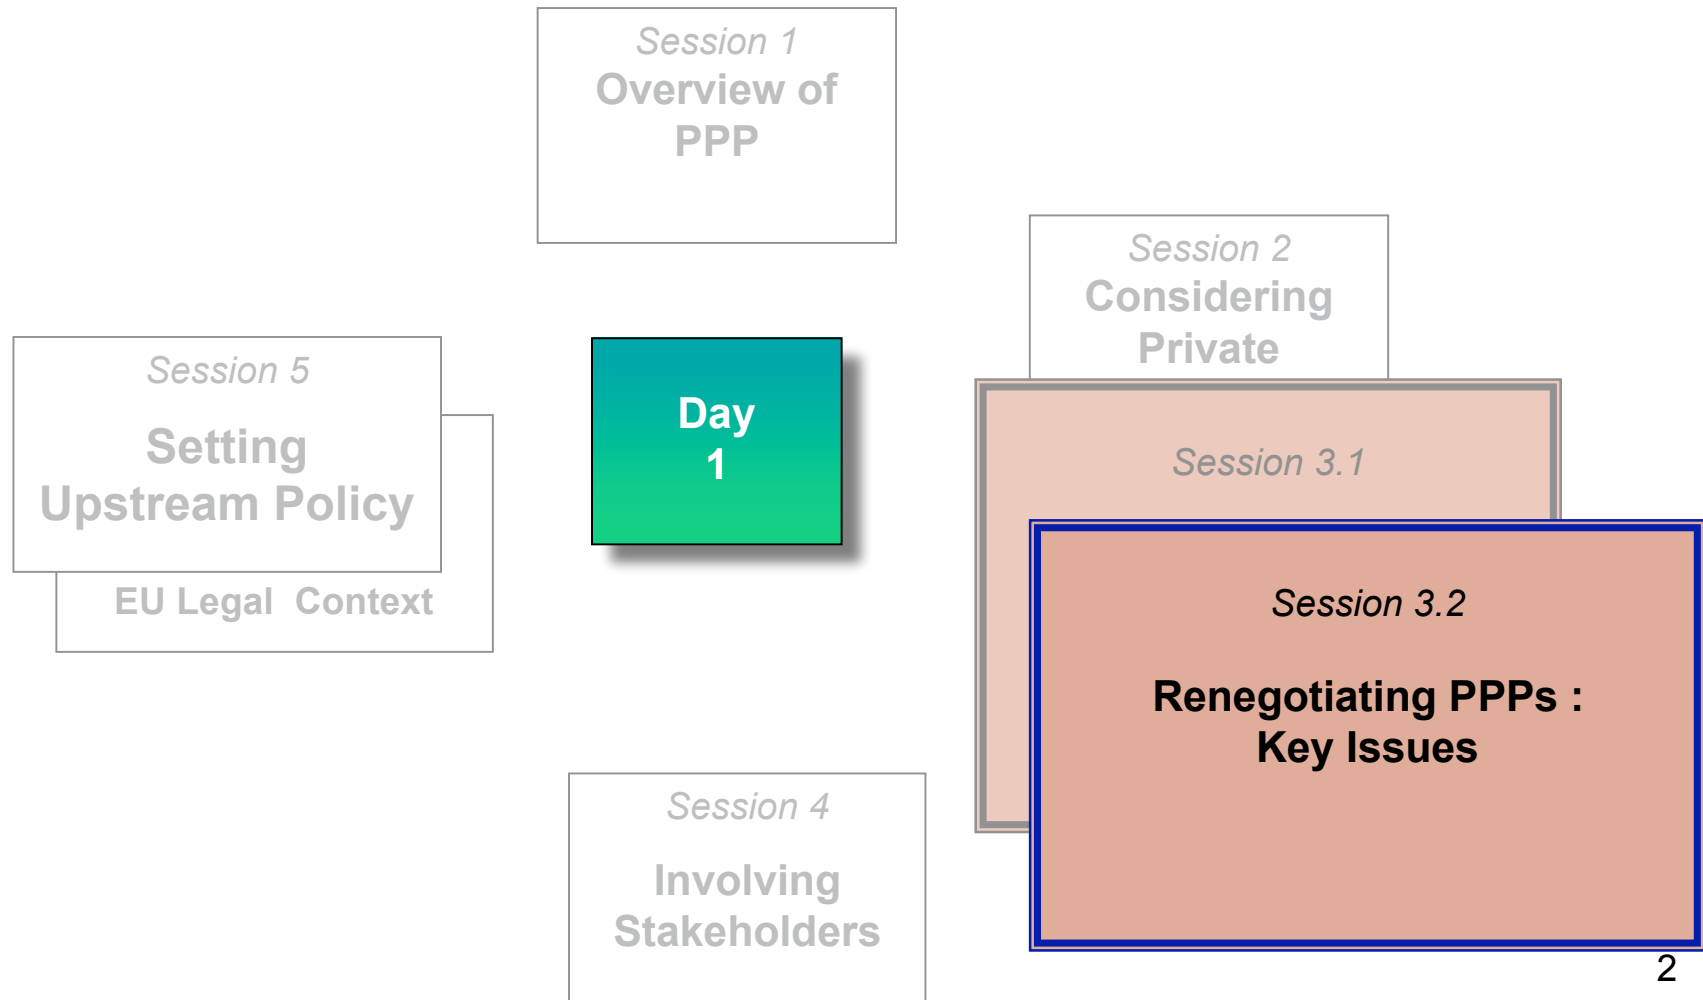 Session 1
Overview of
PPP
Session 2
Considering
Private
Session 5
Setting
Upstream Policy
EU Legal Context
Day
1
Session 3.1
Session 3.2
Renegotiating PPPs :
Key Issues
Session 4
Involving
Stakeholders
2